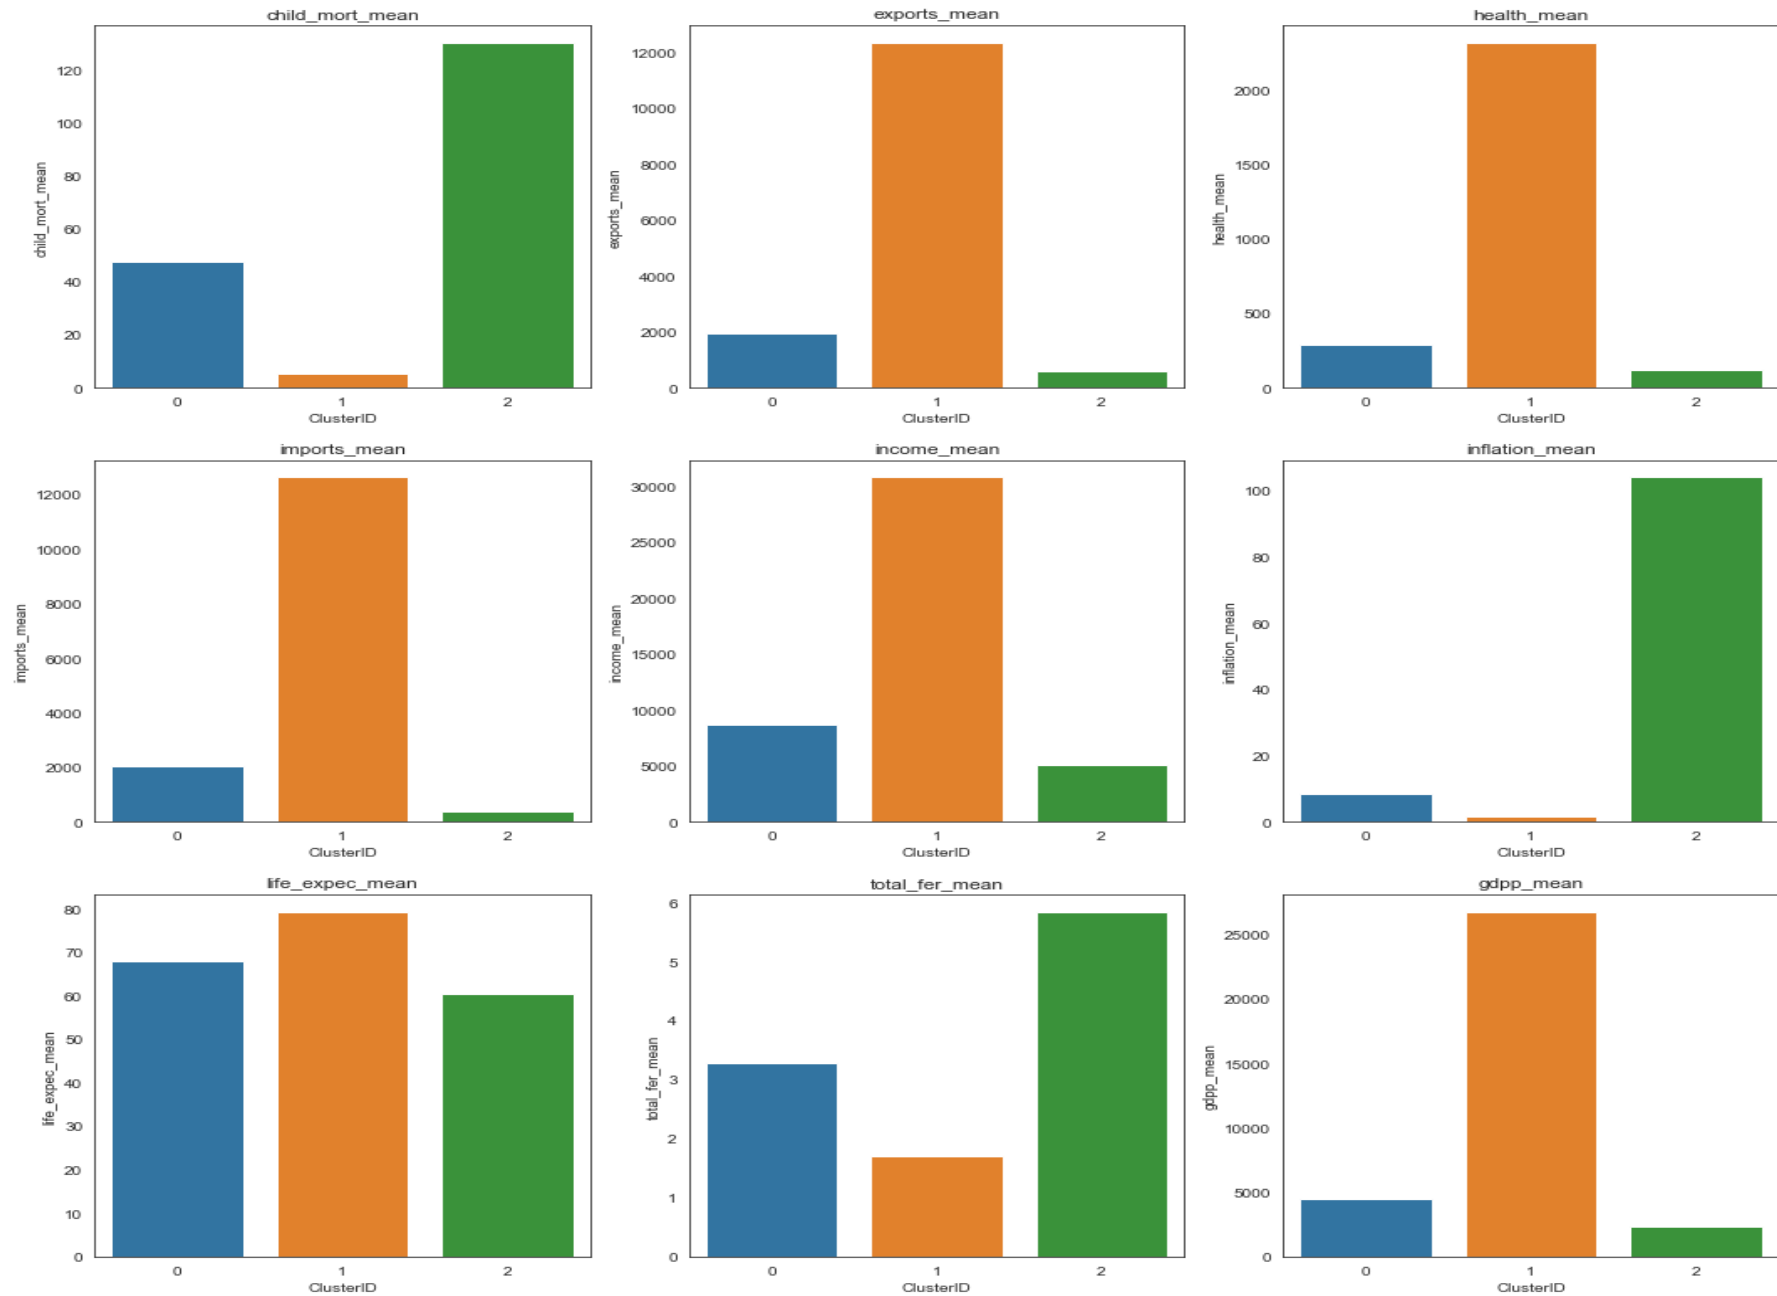 child_mort_mean
child_mort_mean
120
100
80
60
40
20
0
0 1 2
ClusterID
exports_mean
exports_mean
12000
10000
8000
6000
4000
2000
0
0 1 2
ClusterID
health_mean
health_mean
2000
1500
1000
500
0
0 1 2
ClusterID
imports_mean
imports_mean
12000
10000
8000
6000
4000
2000
0
0 1 2
ClusterID
income_mean
income_mean
30000
25000
20000
15000
10000
5000
0
0 1 2
ClusterID
inflation_mean
inflation_mean
100
80
60
40
20
0
0 1 2
ClusterID
life_expec_mean
life_expec_mean
80
70
60
50
40
30
20
10
0
0 1 2
ClusterID
total_fer_mean
total_fer_mean
6
5
4
3
2
1
0
0 1 2
ClusterID
gdpp_mean
gdpp_mean
25000
20000
15000
10000
5000
0
0 1 2
ClusterID